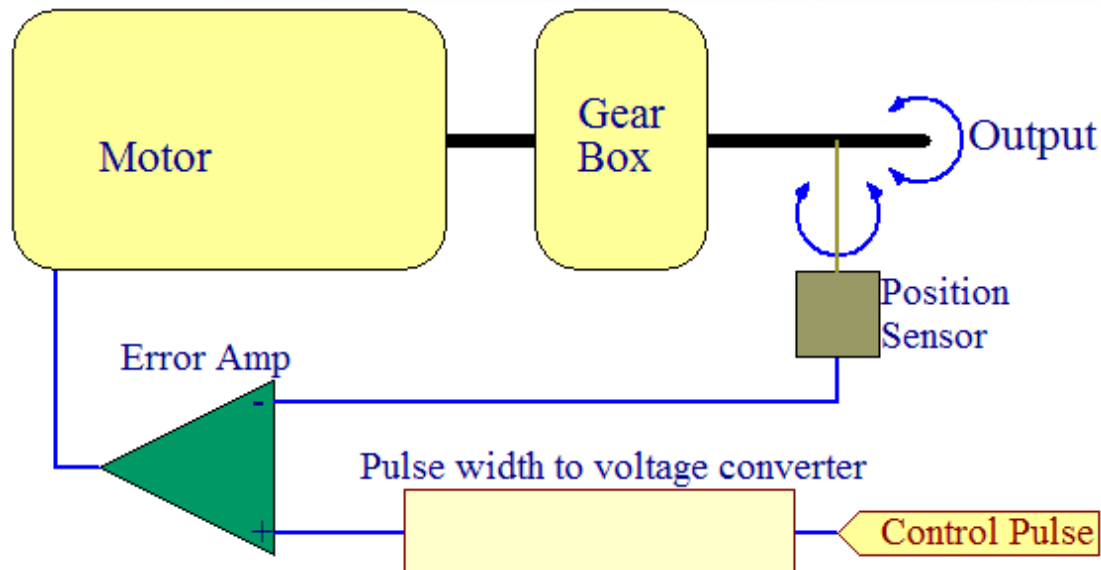 Motor
Gear
Box
Output
Position
Sensor
Error Amp
-
Pulse width to voltage converter
+
Control Pulse